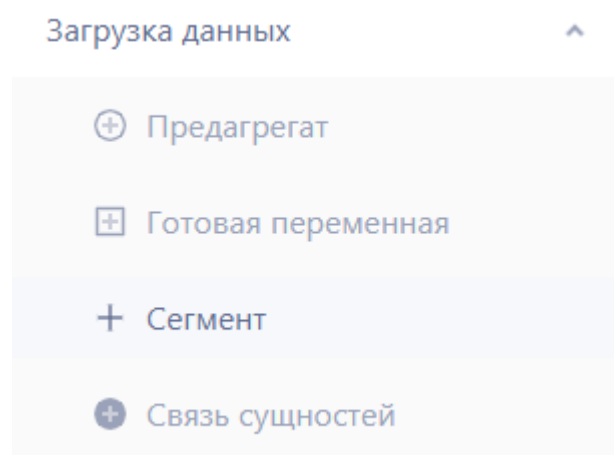 Загрузка данных
Предагрегат
Готовая переменная
Сегмент
Связь сущностей